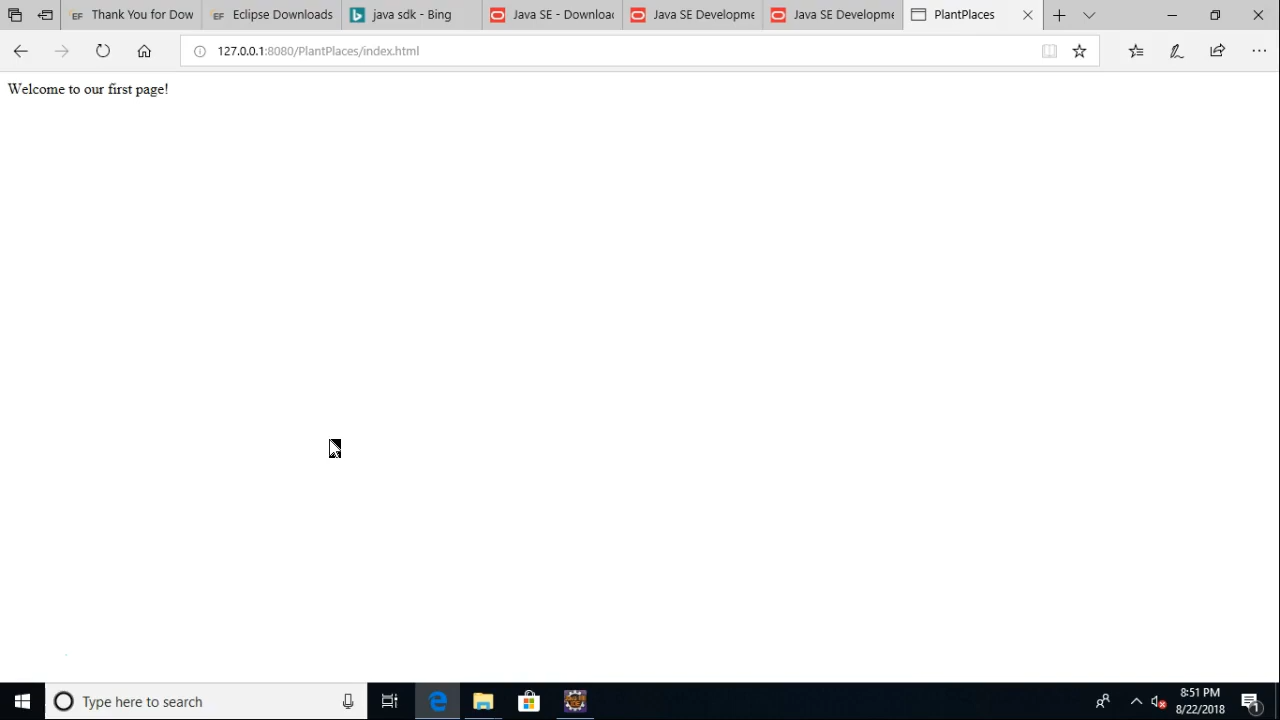 Thank You for Dow
Eclipse Downloads
java sdk - Bing
Java SE - Downloac
Java SE Developme
Java SE Developme
PlantPlaces
127.0.0.1:8080/PlantPlaces/index.html
Welcome to our first page!
Type here to search
8:51 PM
8/22/2018
1